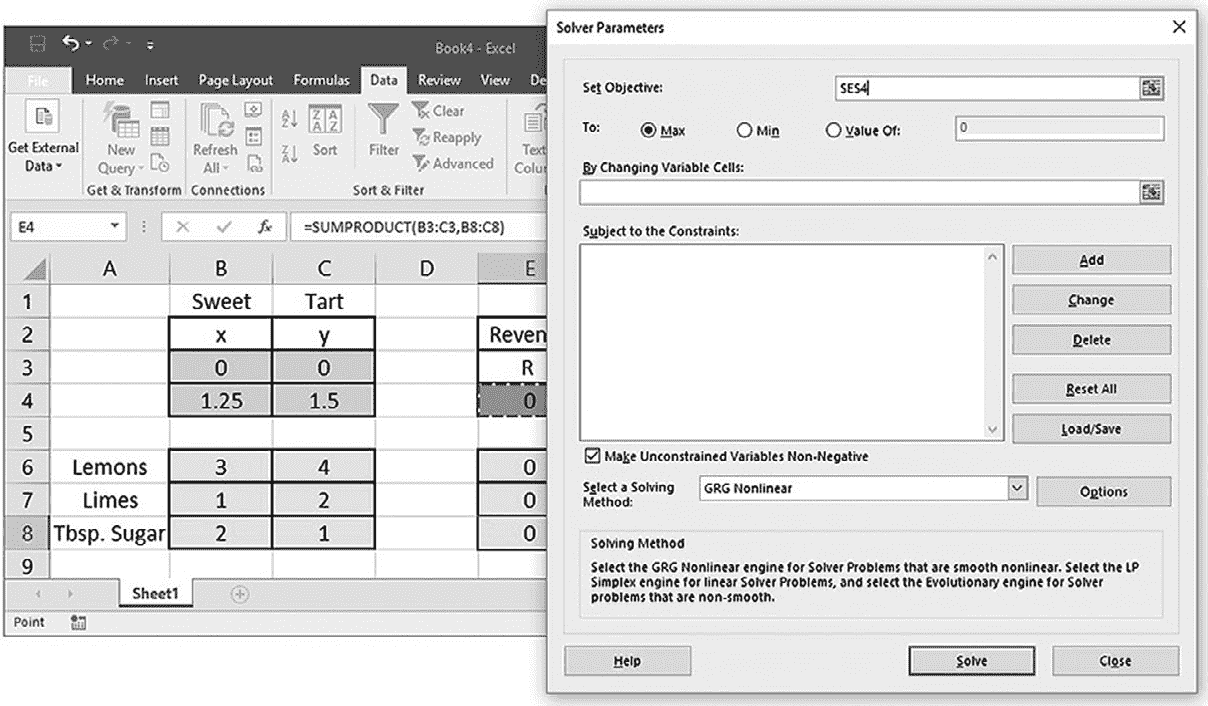 Book4 - Excel
File Home Insert Page Layout Formulas Data Review View De
Get External
Data
New
Query
Refresh
All
Sort
Filter
Clear
Reapply
Advanced
Text
Colu
Get & Transform Connections Sort & Filter
E4 fx =SUMPRODUCT(B3:C3,B8:C8)
A B C D E
1 Sweet Tart
2 x y Reven
3 0 0 R
4 1.25 1.5 0
5
6 Lemons 3 4 0
7 Limes 1 2 0
8 Tbsp. Sugar 2 1 0
9
Sheet1
Point
Solver Parameters
Set Objective: SES4
To: Max Min Value Of: 0
By Changing Variable Cells:
Subject to the Constraints:
Add
Change
Delete
Reset All
Load/Save
Make Unconstrained Variables Non-Negative
Select a Solving
Method:
GRG Nonlinear
Options
Solving Method
Select the GRG Nonlinear engine for Solver Problems that are smooth nonlinear. Select the LP
Simplex engine for linear Solver Problems, and select the Evolutionary engine for Solver
problems that are non-smooth.
Help Solve Close